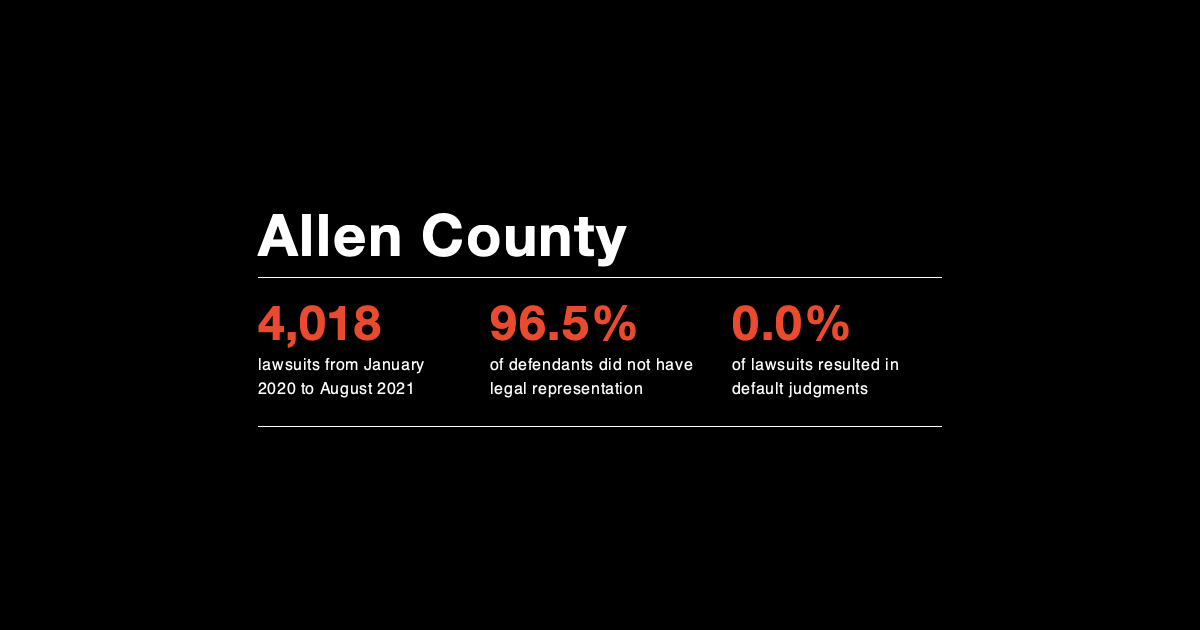 Allen County
4,018
lawsuits from January
2020 to August 2021
96.5%
of defendants did not have
legal representation
0.0%
of lawsuits resulted in
default judgments